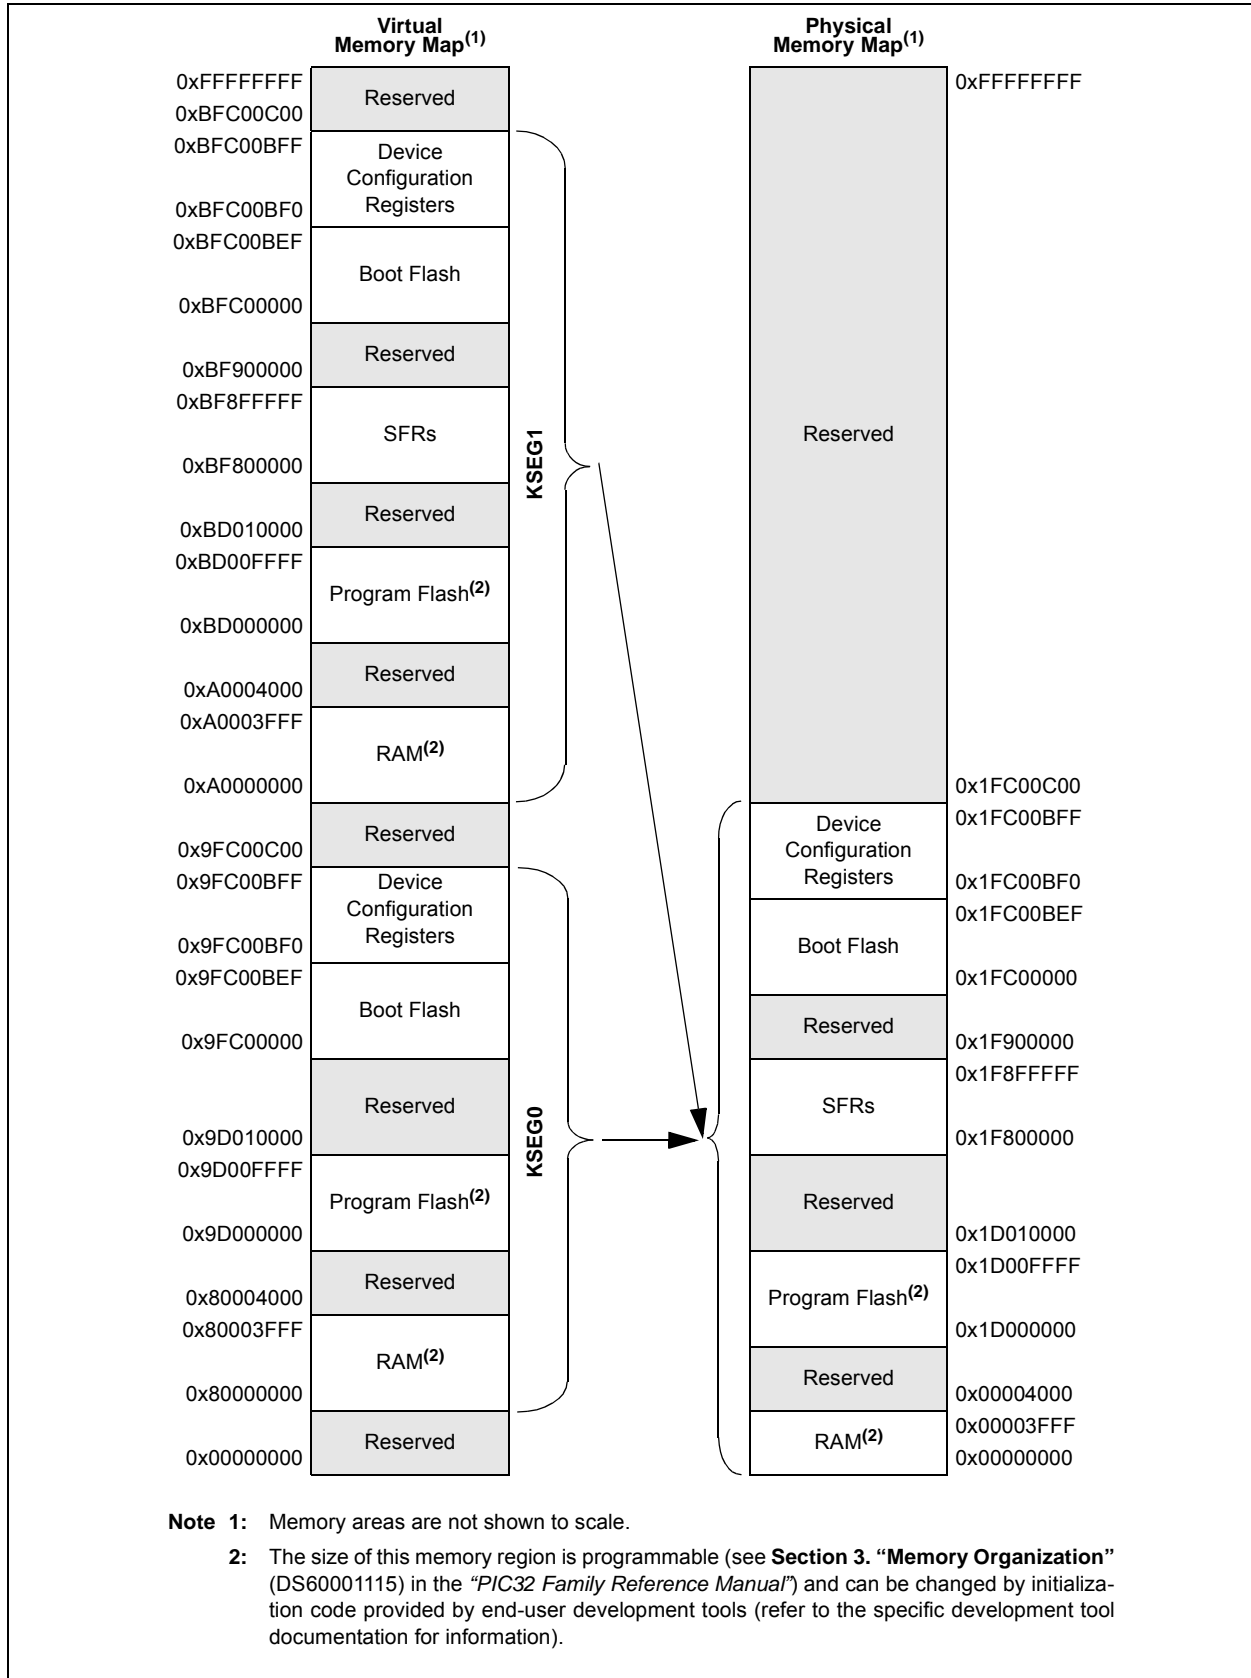 Virtual
Memory Map(1)
Physical
Memory Map(1)
0xFFFFFFFF
Reserved
0xBFC00C00
0xBFC00BFF
Device
Configuration
Registers
0xBFC00BF0
0xBFC00BEF
Boot Flash
0xBFC00000
Reserved
0xBF900000
0xBF8FFFFF
SFRs
0xBF800000
Reserved
0xBD010000
0xBD00FFFF
Program Flash(2)
0xBD000000
Reserved
0xA0004000
0xA0003FFF
RAM(2)
0xA0000000
KSEG1
Reserved
0x9FC00C00
0x9FC00BFF
Device
Configuration
Registers
0x9FC00BF0
0x9FC00BEF
Boot Flash
0x9FC00000
Reserved
0x9D010000
0x9D00FFFF
Program Flash(2)
0x9D000000
Reserved
0x80004000
0x80003FFF
RAM(2)
0x80000000
KSEG0
Reserved
0x00000000
0xFFFFFFFF
Reserved
0x1FC00C00
0x1FC00BFF
Device
Configuration
Registers
0x1FC00BF0
0x1FC00BEF
Boot Flash
0x1FC00000
Reserved
0x1F900000
0x1F8FFFFF
SFRs
0x1F800000
Reserved
0x1D010000
0x1D00FFFF
Program Flash(2)
0x1D000000
Reserved
0x00004000
0x00003FFF
RAM(2)
0x00000000
Note 1: Memory areas are not shown to scale.
2: The size of this memory region is programmable (see Section 3. “Memory Organization”
(DS60001115) in the “PIC32 Family Reference Manual”) and can be changed by initializa-
tion code provided by end-user development tools (refer to the specific development tool
documentation for information).